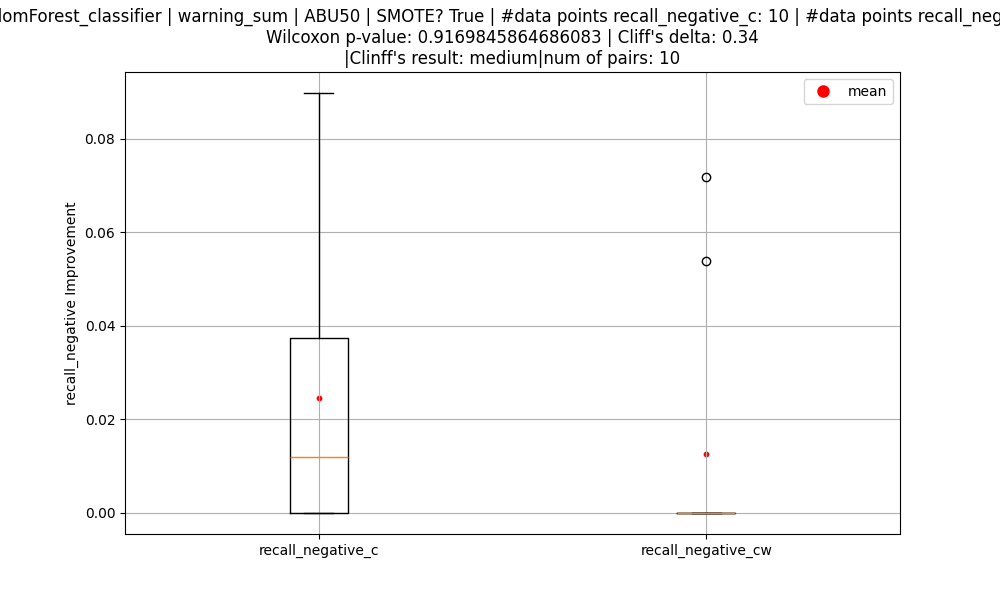 lomForest_classifier | warning_sum | ABU50 | SMOTE? True | #data points recall_negative_c: 10 | #data points recall_neg
Wilcoxon p-value: 0.9169845864686083 | Cliff's delta: 0.34
|Clinff's result: medium|num of pairs: 10
mean
0.08
0.06
0.04
0.02
0.00
recall_negative Improvement
recall_negative_c
recall_negative_cw